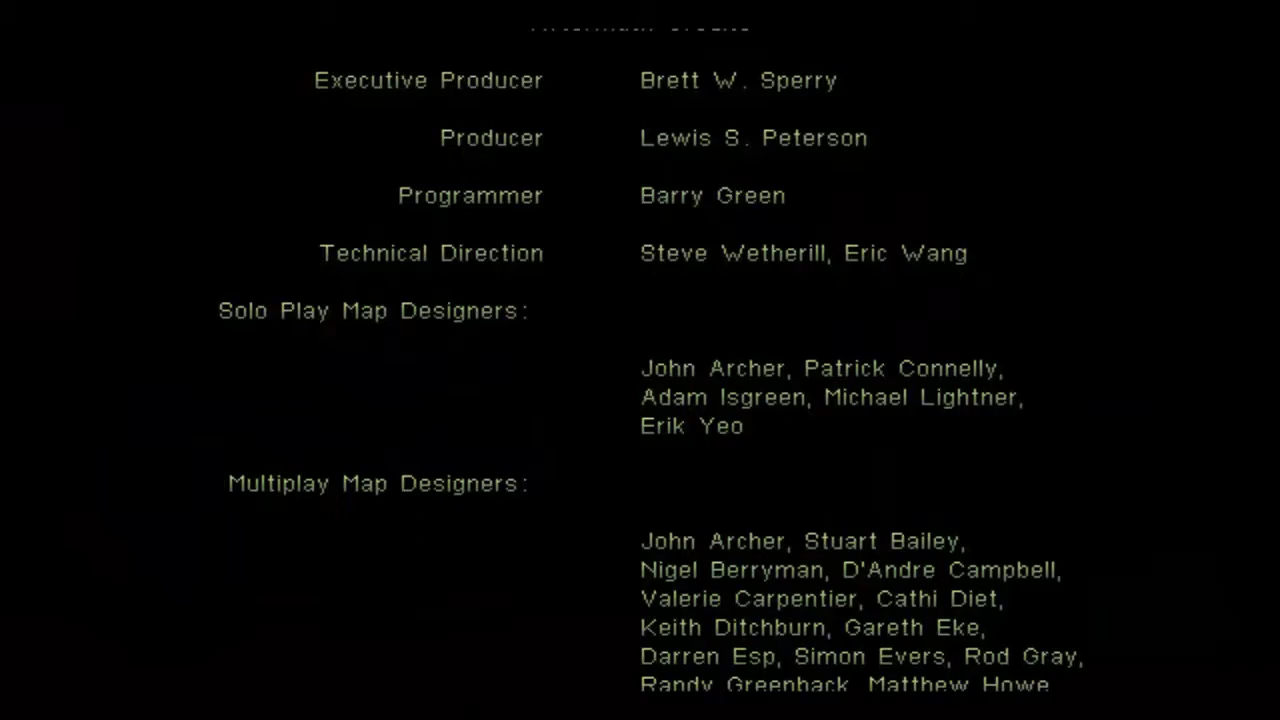 Executive Producer Brett W. Sperry
Producer Lewis S. Peterson
Programmer Barry Green
Technical Direction Steve Wetherill, Eric Wang
Solo Play Map Designers:
John Archer, Patrick Connelly,
Adam Isgreen, Michael Lightner,
Erik Yeo
Multiplay Map Designers:
John Archer, Stuart Bailey,
Nigel Berryman, D'Andre Campbell,
Valerie Carpentier, Cathi Diet,
Keith Ditchburn, Gareth Eke,
Darren Esp, Simon Evers, Rod Gray,
Randy Greenback, Matthew Howe